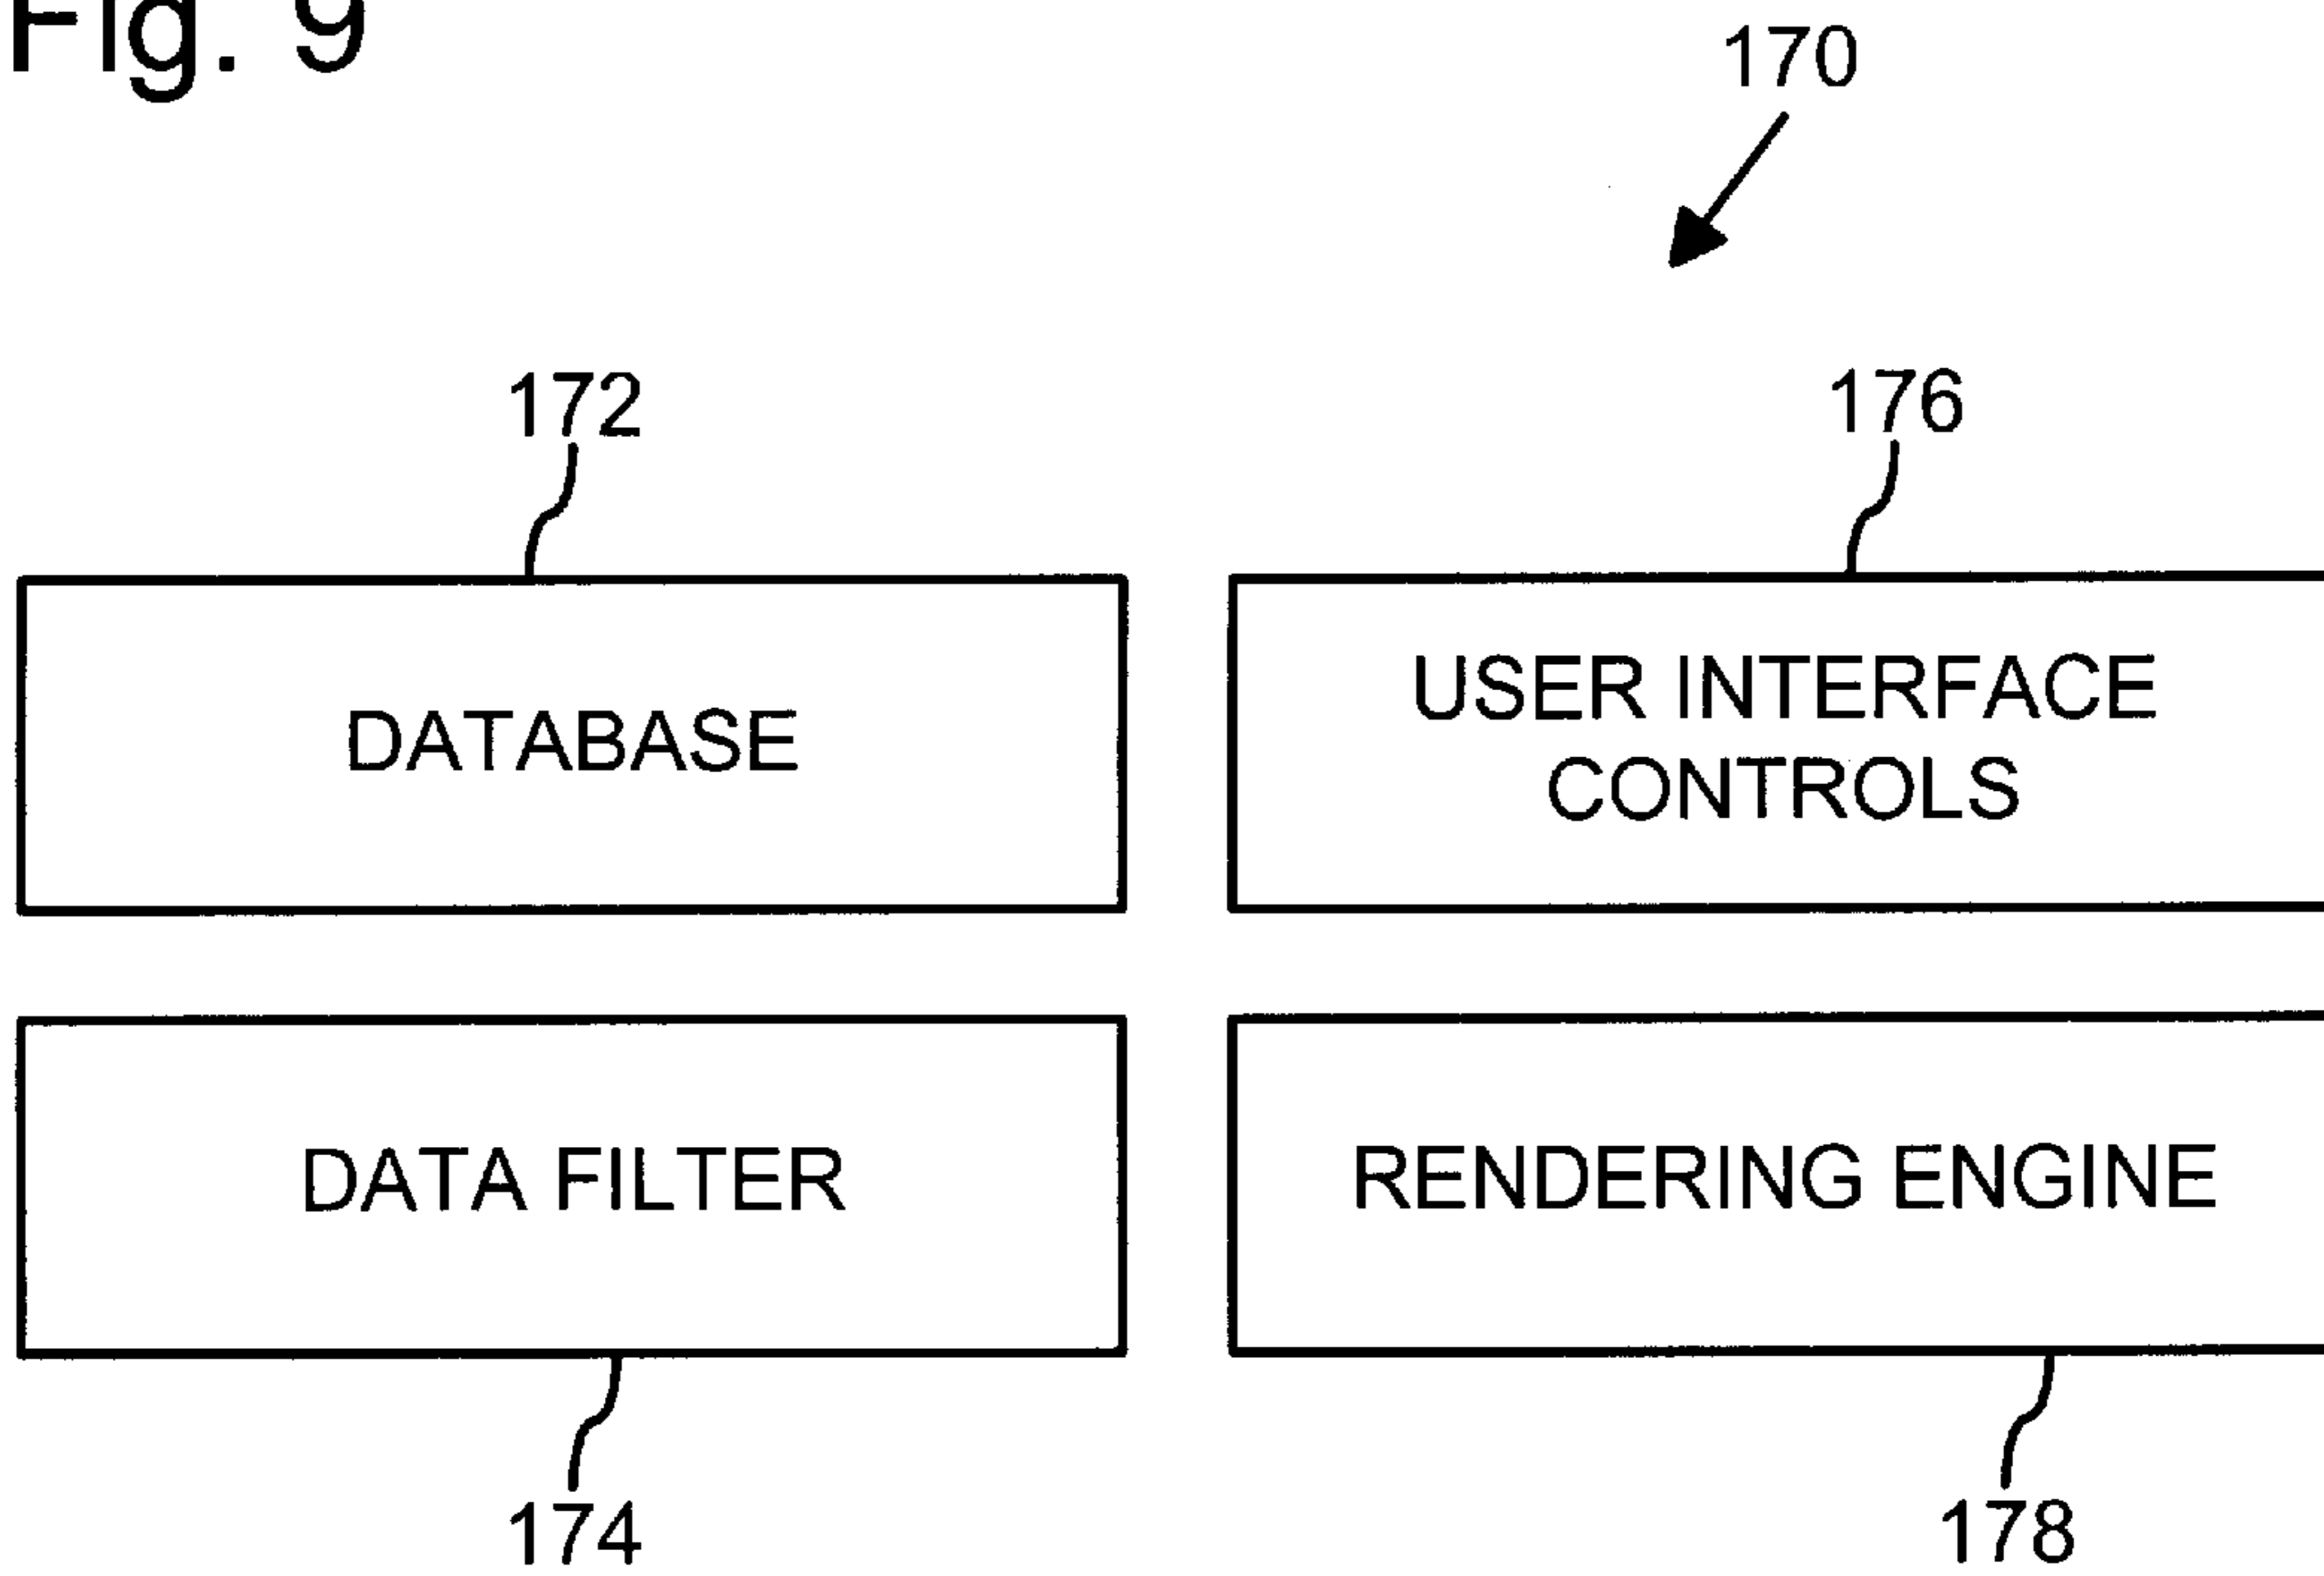 Fig. 9
170
172
176
DATABASE
USER INTERFACE
CONTROLS
DATA FILTER
RENDERING ENGINE
174
178